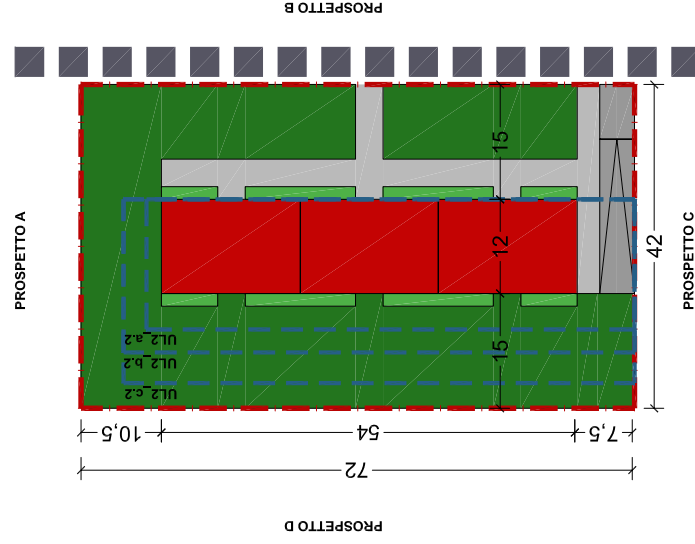 PROSPETTO B
PROSPETTO A
PROSPETTO C
15
12
42
15
UL2_a.2
UL2_b.2
UL2_c.2
10,5
54
7,5
72
PROSPETTO D